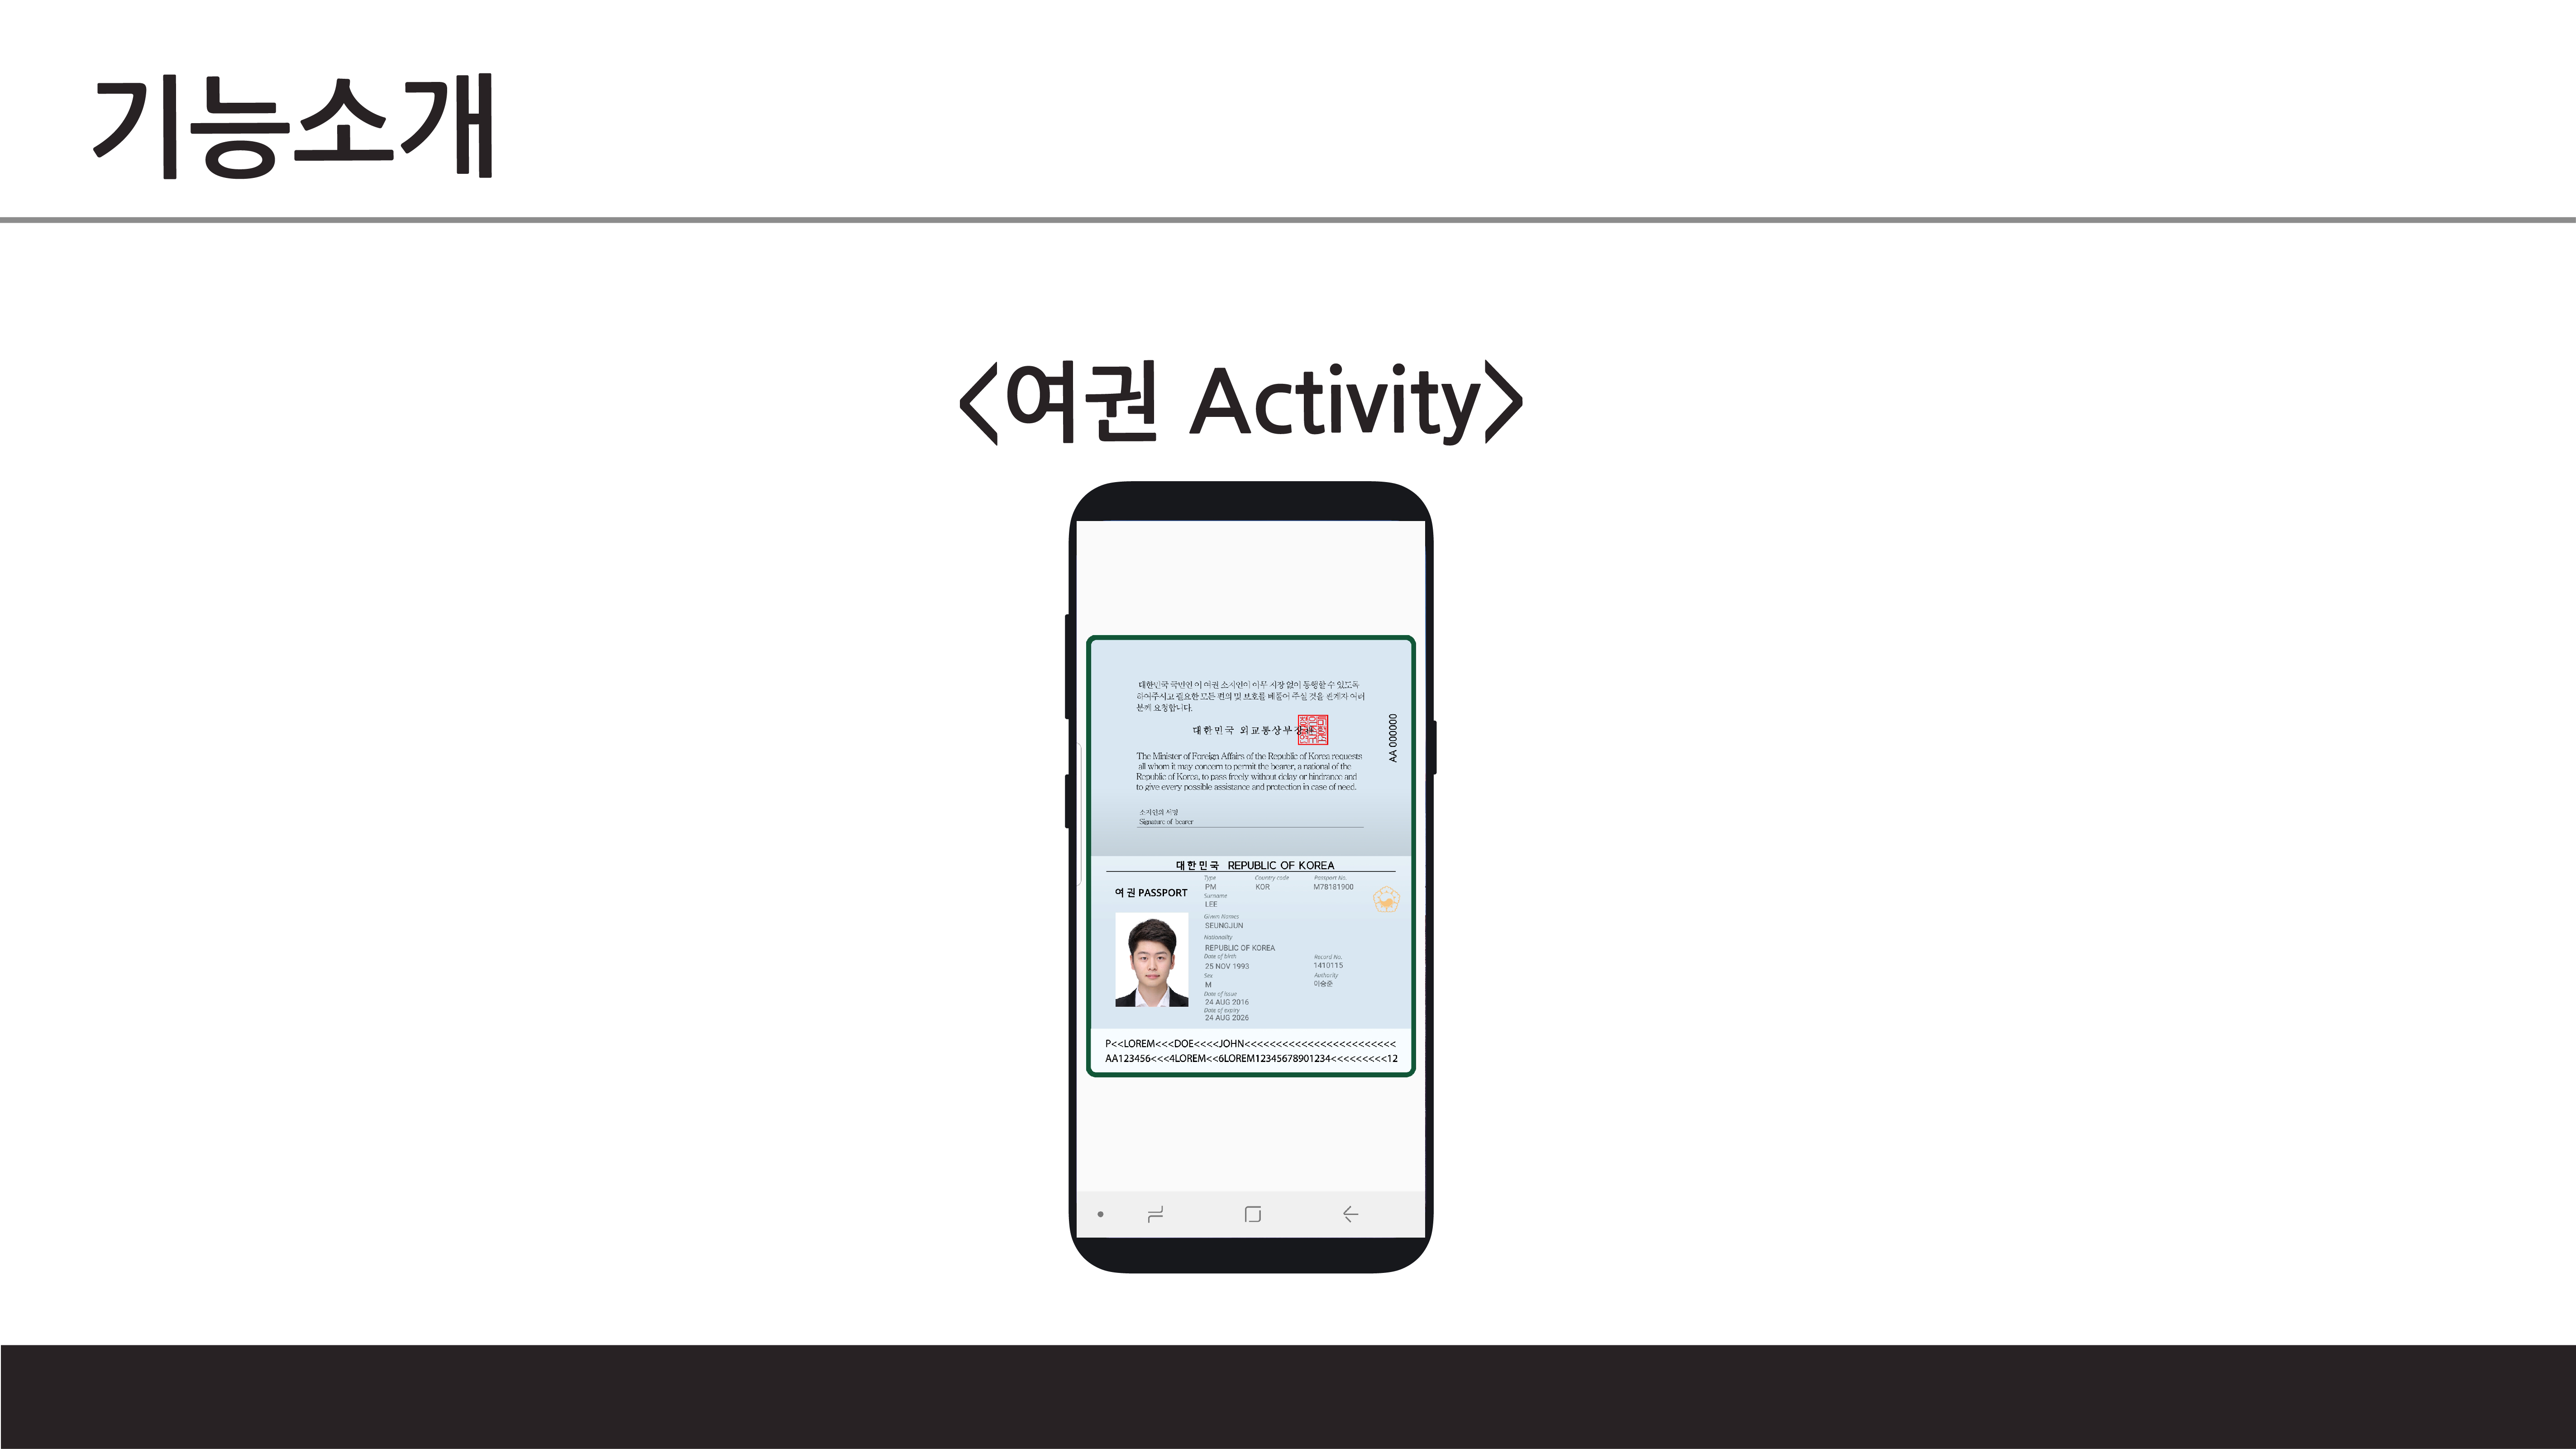 기능소개
<여권 Activity>
대한민국 국민인 이 여권 소지인이 아무 지장 없이 통행할 수 있도록
하여주시고 필요한 모든 편의 및 보호를 베풀어 주실 것을 관계자 여러
분께 요청합니다.
대한민국 외교통상부장관
AA 000000
The Minister of Foreign Affairs of the Republic of Korea requests
all whom it may concern to permit the bearer, a national of the
Republic of Korea, to pass freely without delay or hindrance and
to give every possible assistance and protection in case of need.
소지인의 서명
Signature of bearer
대한민국 REPUBLIC OF KOREA
여권 PASSPORT
Type Country code Passport No.
PM KOR M78181900
Surname
LEE
Given Names
SEUNGJUN
Nationality
REPUBLIC OF KOREA
Date of birth Record No.
25 NOV 1993 1410115
Sex Authority
M 이승준
Date of issue
24 AUG 2016
Date of expiry
24 AUG 2026
P<<LOREM<<<DOE<<<<JOHN<<<<<<<<<<<<<<<<<<<<<<<<
AA123456<<<4LOREM<<6LOREM12345678901234<<<<<<<<<12